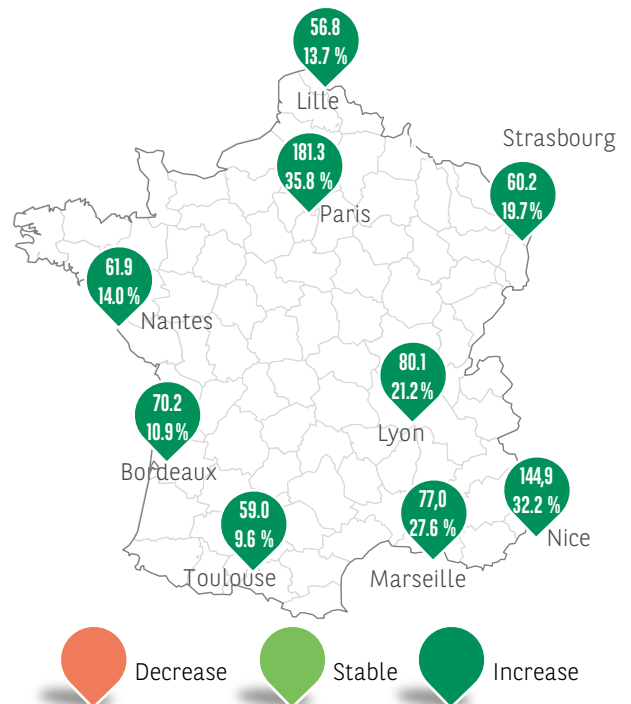 56.8
13.7 %
Lille
Strasbourg
181.3
35.8 %
Paris
60.2
19.7%
61.9
14.0 %
Nantes
80.1
21.2 %
Lyon
70.2
10.9 %
Bordeaux
144,9
32.2 %
Nice
77,0
27.6 %
Marseille
59.0
9.6 %
Toulouse
Decrease
Stable
Increase